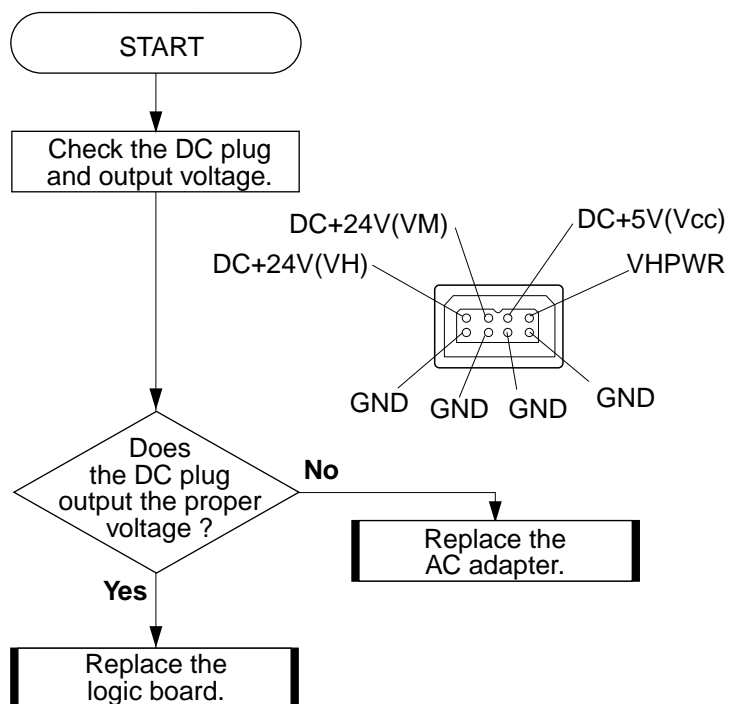 START
Check the DC plug
and output voltage.
DC+24V(VM)
DC+5V(Vcc)
DC+24V(VH)
VHPWR
GND
GND
GND
GND
Does
the DC plug
output the proper
voltage ?
No
Replace the
AC adapter.
Yes
Replace the
logic board.